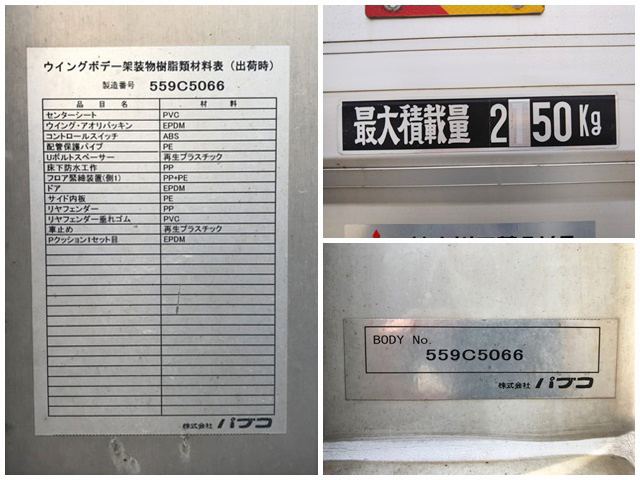 ウイングボデー架装物樹脂類材料表(出荷時)
製造番号 559C5066
品目名 材料
センターシート PVC
ウイング・アオリパッキン EPDM
コントロールスイッチ ABS
配管保護パイプ PE
Uボルトスペーサー 再生プラスチック
床下防水工作 PP
フロア緊締装置(側1) PP+PE
ドア EPDM
サイド内板 PE
リヤフェンダー PP
リヤフェンダー垂れゴム PVC
車止め 再生プラスチック
Pクッション1セット目 EPDM
株式会社 パブコ
最大積載量 2 50Kg
BODY No.
559C5066
株式会社 パブコ